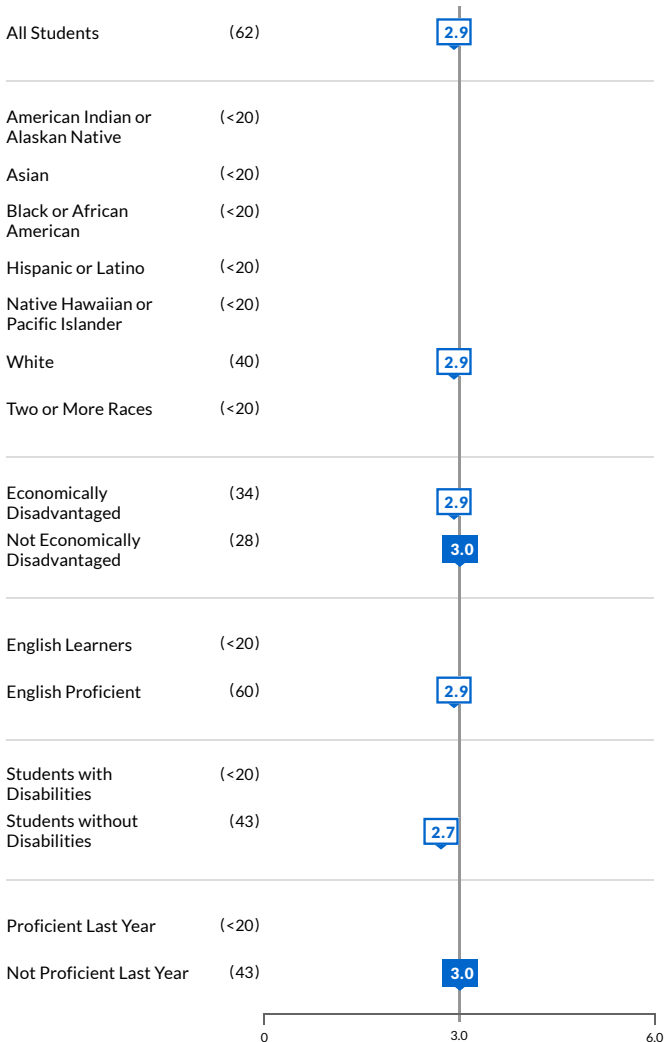 All Students (62) 2.9
American Indian or (<20)
Alaskan Native
Asian (<20)
Black or African (<20)
American
Hispanic or Latino (<20)
Native Hawaiian or (<20)
Pacific Islander
White (40) 2.9
Two or More Races (<20)
Economically (34) 2.9
Disadvantaged
Not Economically (28) 3.0
Disadvantaged
English Learners (<20)
English Proficient (60) 2.9
Students with (<20)
Disabilities
Students without (43) 2.7
Disabilities
Proficient Last Year (<20)
Not Proficient Last Year (43) 3.0
0 3.0 6.0